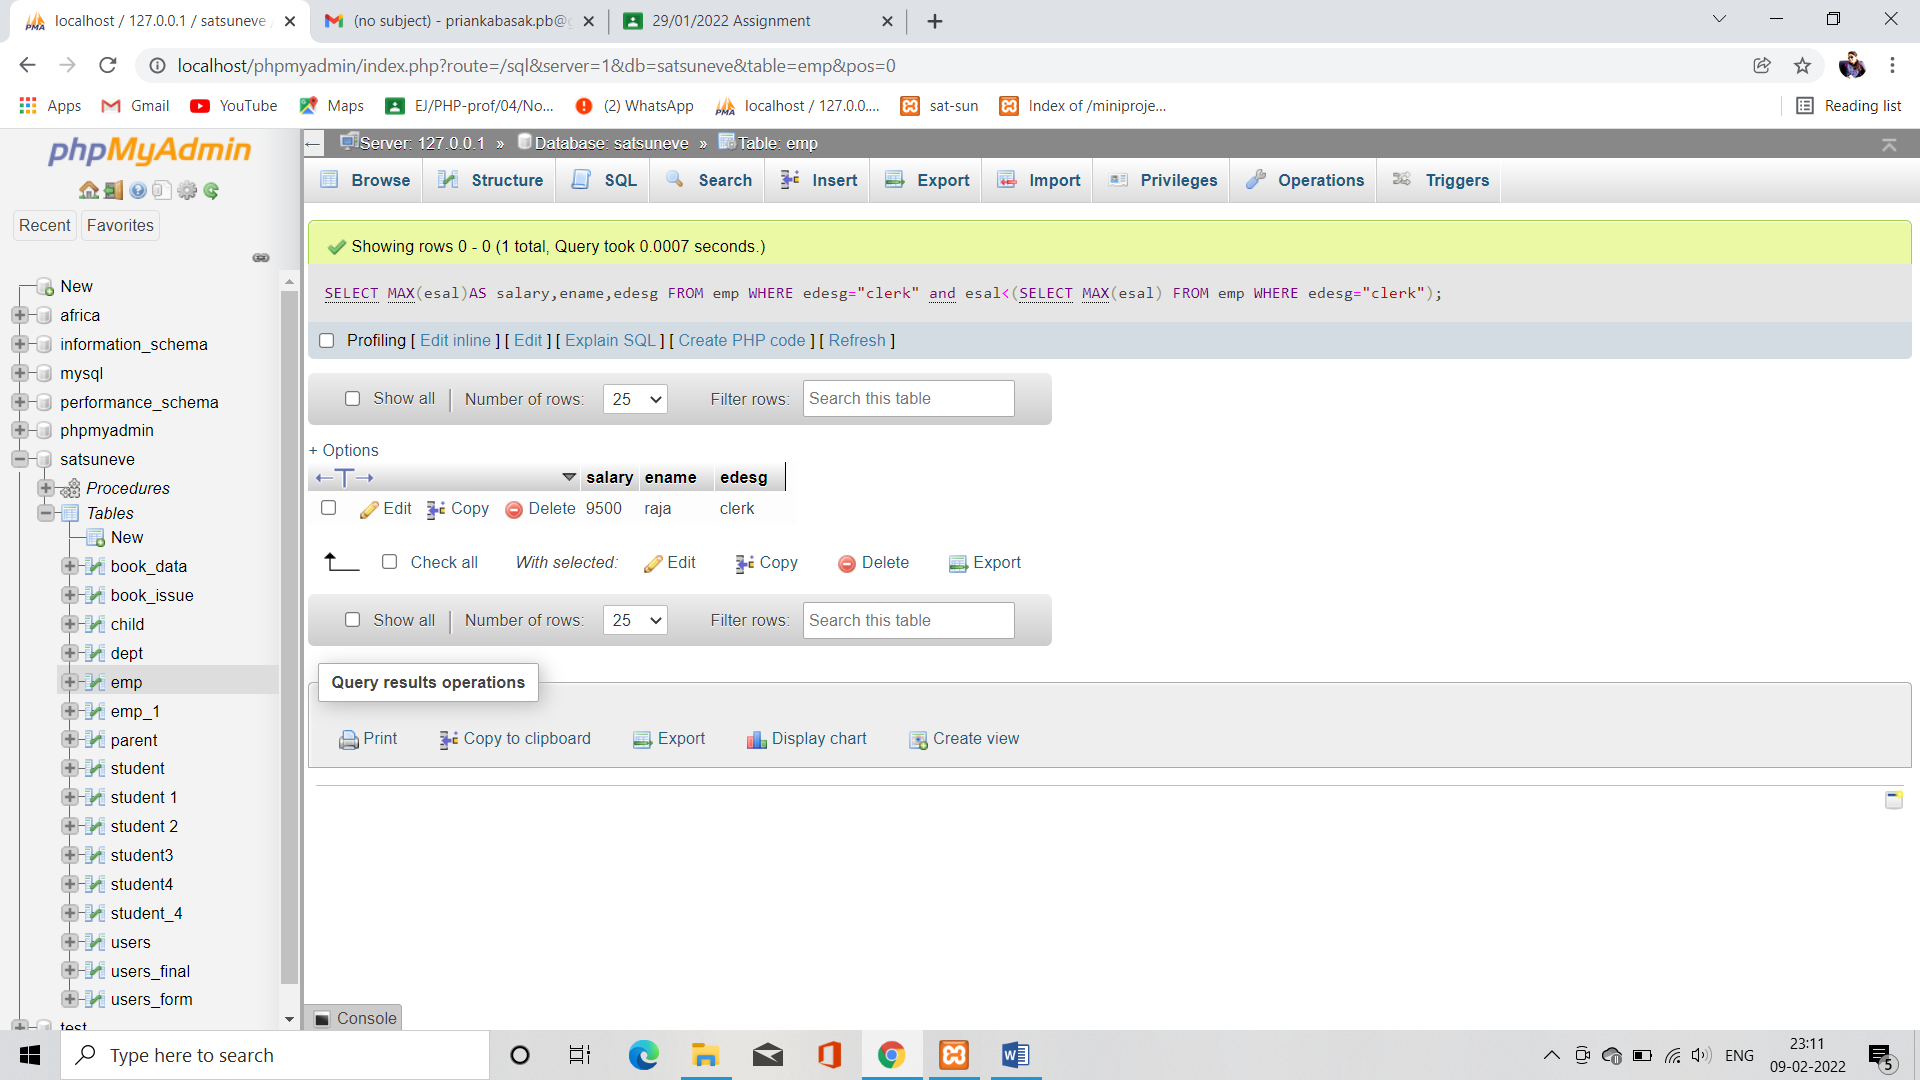 localhost / 127.0.0.1 / satsuneve
(no subject) - priankabasak.pb@g
29/01/2022 Assignment
localhost/phpmyadmin/index.php?route=/sql&server=1&db=satsuneve&table=emp&pos=0
Apps Gmail YouTube Maps EJ/PHP-prof/04/No... (2) WhatsApp localhost / 127.0.0.... sat-sun Index of /miniproje... Reading list
phpMyAdmin
Recent Favorites
New
africa
information_schema
mysql
performance_schema
phpmyadmin
satsuneve
Procedures
Tables
New
book_data
book_issue
child
dept
emp
emp_1
parent
student
student 1
student 2
student3
student4
student_4
users
users_final
users_form
test
Server: 127.0.0.1 » Database: satsuneve » Table: emp
Browse Structure SQL Search Insert Export Import Privileges Operations Triggers
Showing rows 0 - 0 (1 total, Query took 0.0007 seconds.)
SELECT MAX(esal)AS salary,ename,edesg FROM emp WHERE edesg="clerk" and esal<(SELECT MAX(esal) FROM emp WHERE edesg="clerk");
Profiling [ Edit inline ] [ Edit ] [ Explain SQL ] [ Create PHP code ] [ Refresh ]
Show all Number of rows: 25 Filter rows: Search this table
+ Options
←T→ salary ename edesg
Edit Copy Delete 9500 raja clerk
Check all With selected: Edit Copy Delete Export
Show all Number of rows: 25 Filter rows: Search this table
Query results operations
Print Copy to clipboard Export Display chart Create view
Console
Type here to search
ENG
23:11
09-02-2022
5